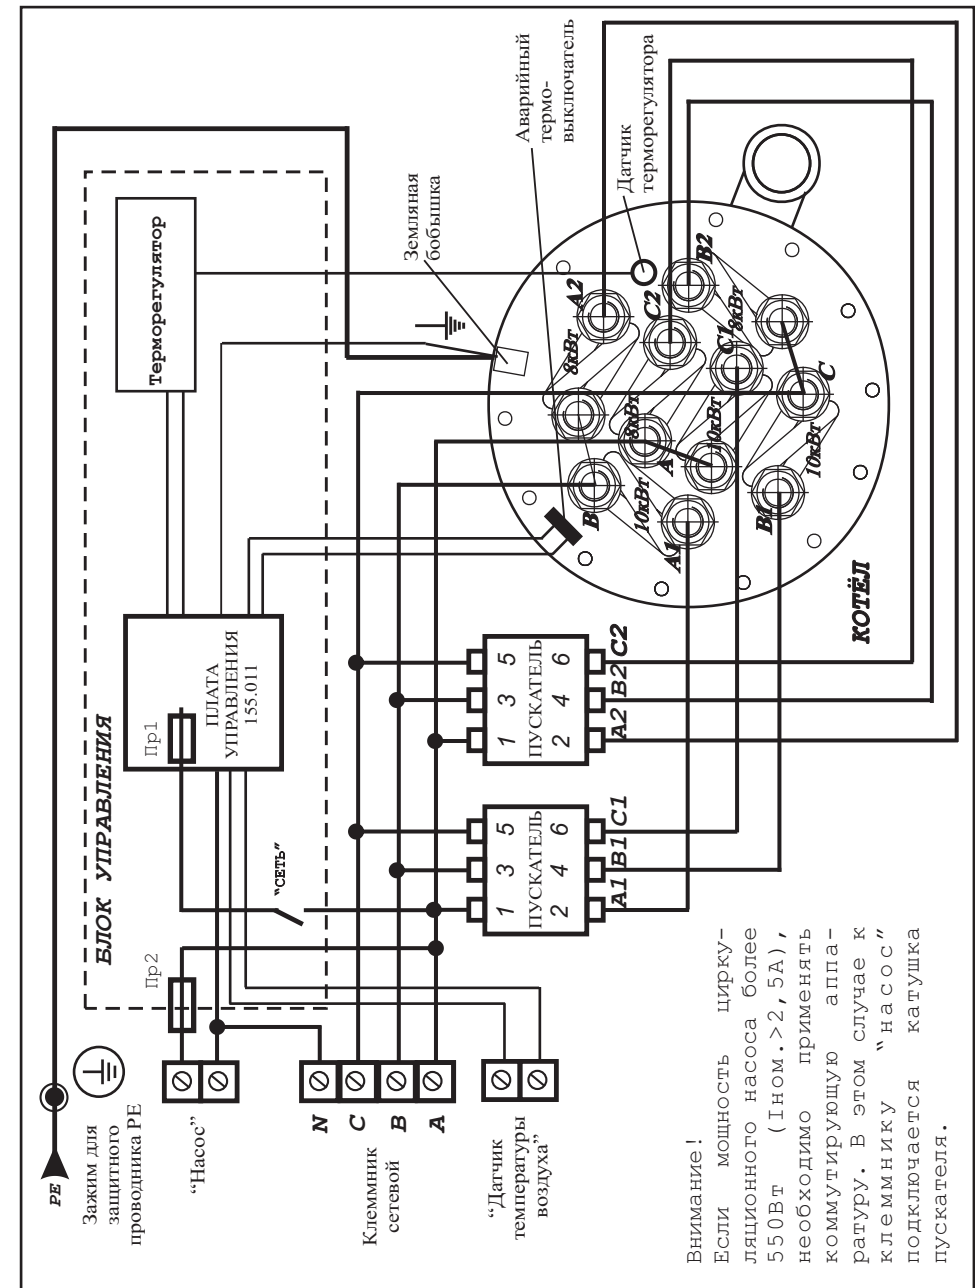 БЛОК УПРАВЛЕНИЯ
Терморегулятор
ПЛАТА
УПРАВЛЕНИЯ
155.011
Пр1
Пр2
"СЕТЬ"
Земляная
бобышка
Аварийный
термо-
выключатель
Датчик
терморегулятора
PE
Зажим для
защитного
проводника PE
“Насос”
N
C
B
A
Клеммник
сетевой
“Датчик
температуры
воздуха”
1 3 5
ПУСКАТЕЛЬ
2 4 6
A1 B1 C1
1 3 5
ПУСКАТЕЛЬ
2 4 6
A2 B2 C2
A2
8кВт
C2
B2
8кВт
C1
8кВт
10кВт
C
10кВт
A
B
10кВт
A1
B1
КОТЁЛ
Внимание!
Если мощность цирку-
ляционного насоса более
550Вт (Iном.>2,5А),
необходимо применять
коммутирующую аппа-
ратуру. В этом случае к
клеммнику "насос"
подключается катушка
пускателя.